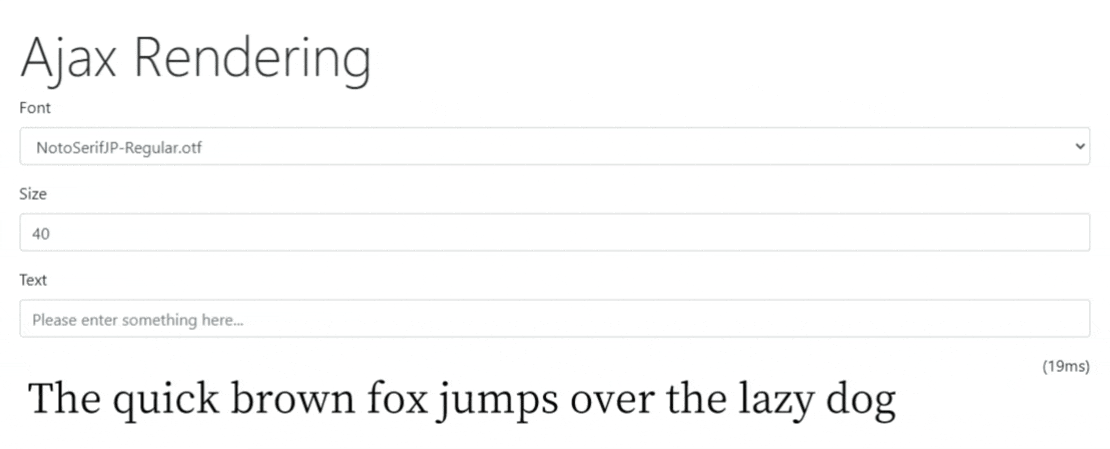 Ajax Rendering
Font
NotoSerifJP-Regular.otf
Size
40
Text
Please enter something here...
(19ms)
The quick brown fox jumps over the lazy dog